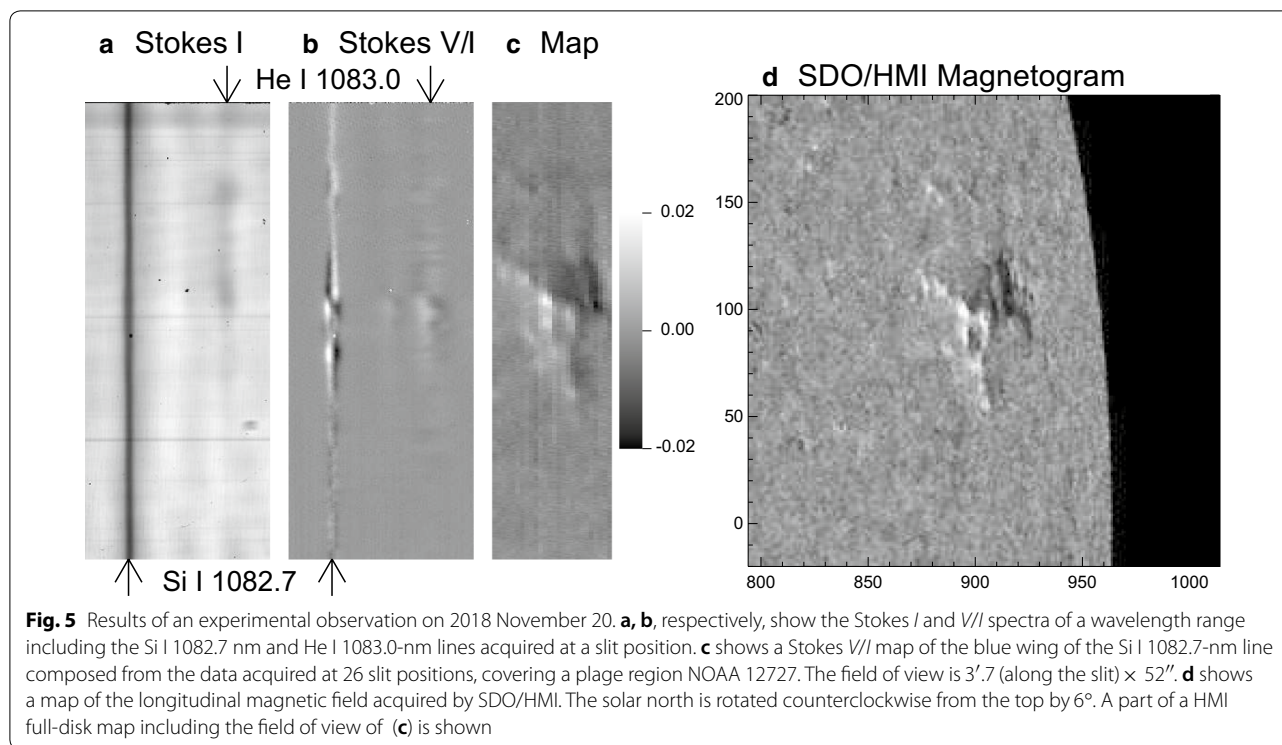 a Stokes I b Stokes V/I c Map
He I 1083.0
d SDO/HMI Magnetogram
0.02
0.00
-0.02
Si I 1082.7
200
150
100
50
0
800 850 900 950 1000
Fig. 5 Results of an experimental observation on 2018 November 20. a, b, respectively, show the Stokes I and V/I spectra of a wavelength range
including the Si I 1082.7 nm and He I 1083.0-nm lines acquired at a slit position. c shows a Stokes V/I map of the blue wing of the Si I 1082.7-nm line
composed from the data acquired at 26 slit positions, covering a plage region NOAA 12727. The field of view is 3′.7 (along the slit) × 52″. d shows
a map of the longitudinal magnetic field acquired by SDO/HMI. The solar north is rotated counterclockwise from the top by 6°. A part of a HMI
full-disk map including the field of view of (c) is shown